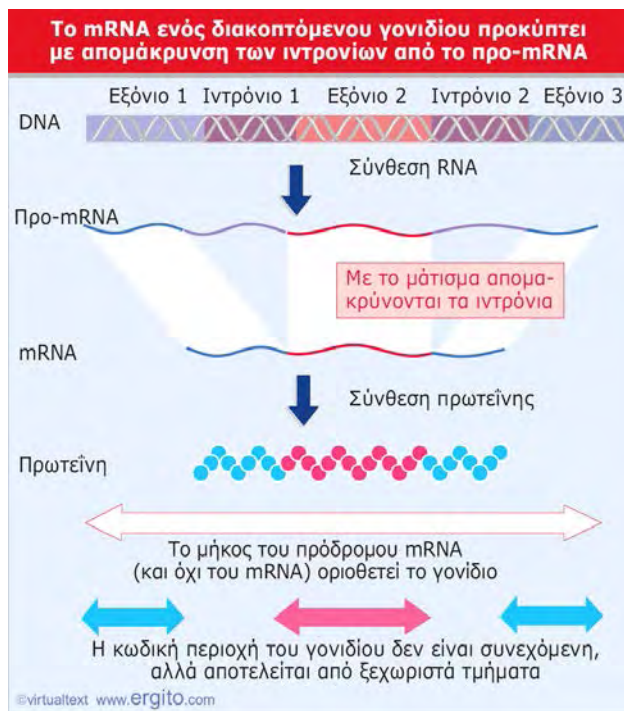 Το mRNA ενός διακοπτόμενου γονιδίου προκύπτει
με απομάκρυνση των ιντρονίων από το προ-mRNA
Εξόνιο 1 Ιντρόνιο 1 Εξόνιο 2 Ιντρόνιο 2 Εξόνιο 3
DNA
Σύνθεση RNA
Προ-mRNA
Με το μάτισμα απομα-
κρύνονται τα ιντρόνια
mRNA
Σύνθεση πρωτεΐνης
Πρωτεΐνη
Το μήκος του πρόδρομου mRNA
(και όχι του mRNA) οριοθετεί το γονίδιο
Η κωδική περιοχή του γονιδίου δεν είναι συνεχόμενη,
αλλά αποτελείται από ξεχωριστά τμήματα
©virtualtext www.ergito.com